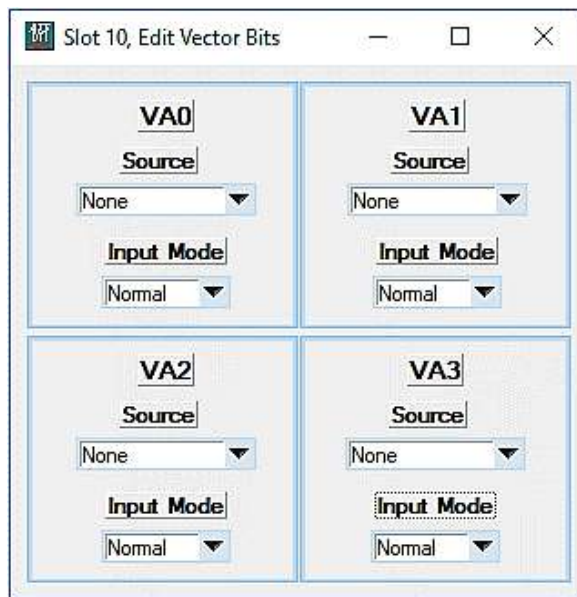 Slot 10, Edit Vector Bits
VA0
Source
None
Input Mode
Normal
VA1
Source
None
Input Mode
Normal
VA2
Source
None
Input Mode
Normal
VA3
Source
None
Input Mode
Normal